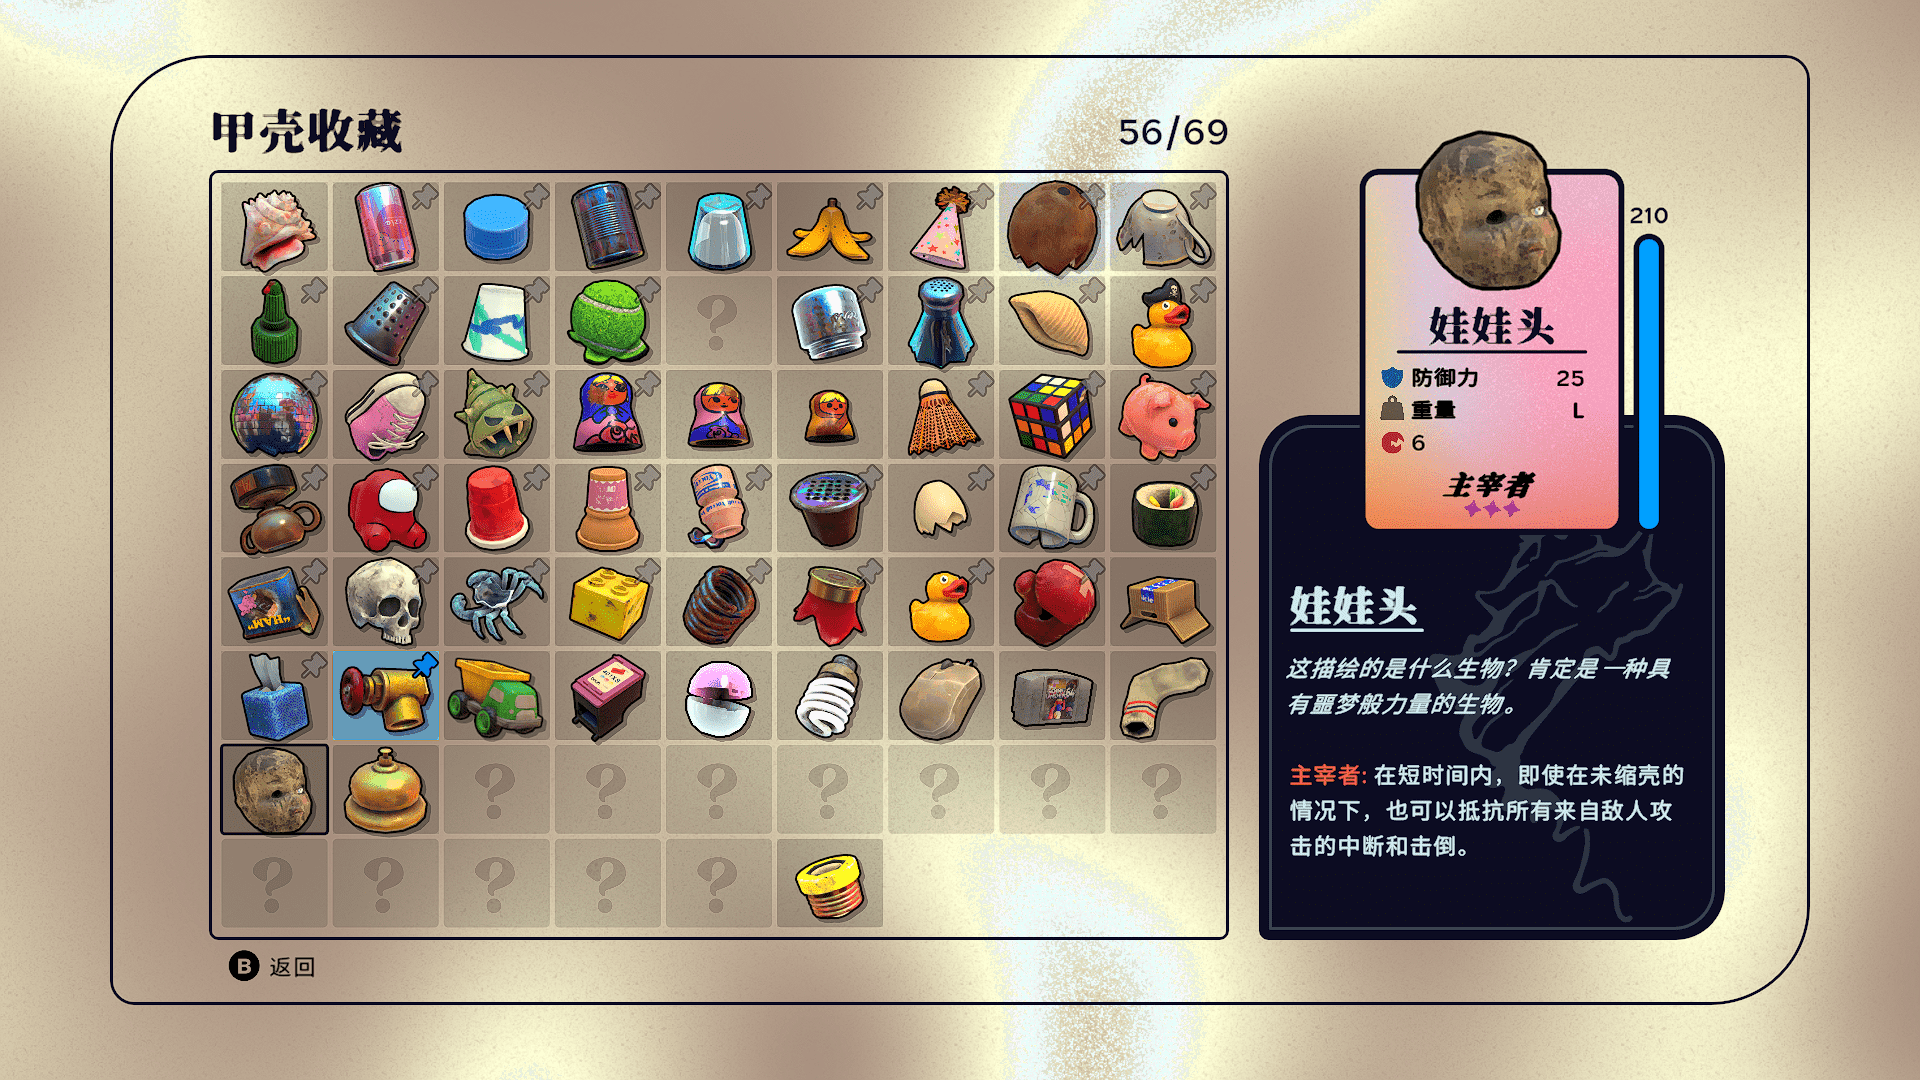 甲壳收藏
56/69
210
娃娃头
防御力 25
重量 L
6
主宰者
娃娃头
这描绘的是什么生物？肯定是一种具
有噩梦般力量的生物。
主宰者: 在短时间内，即使在未缩壳的
情况下，也可以抵抗所有来自敌人攻
击的中断和击倒。
"HAM"
B 返回